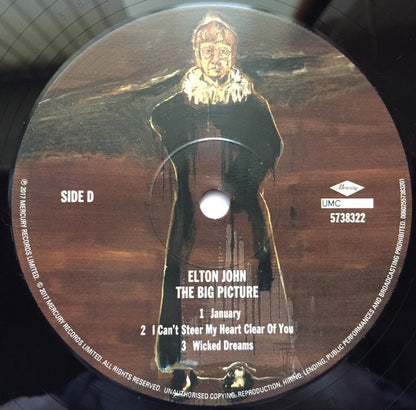 SIDE D
Mercury
UMC
5738322
ELTON JOHN
THE BIG PICTURE
1 January
2 I Can't Steer My Heart Clear Of You
3 Wicked Dreams
℗ 2017 MERCURY RECORDS LIMITED. © 2017 MERCURY RECORDS LIMITED. ALL RIGHTS RESERVED. UNAUTHORISED COPYING, REPRODUCTION, HIRING, LENDING, PUBLIC PERFORMANCES AND BROADCASTING PROHIBITED.